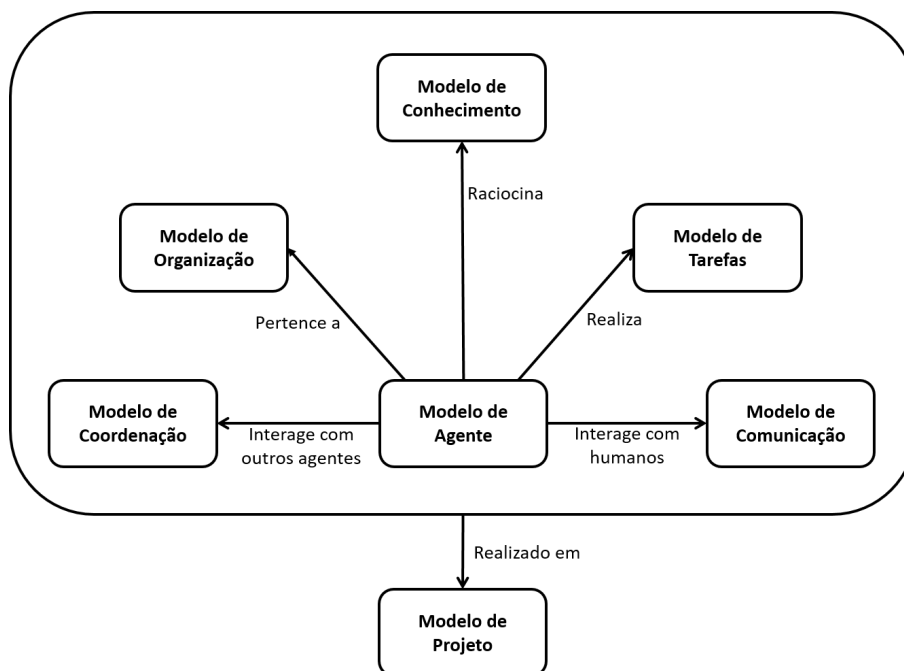 Modelo de
Conhecimento
Raciocina
Modelo de
Organização
Modelo de
Tarefas
Pertence a
Realiza
Modelo de
Coordenação
Interage com
outros agentes
Modelo de
Agente
Interage com
humanos
Modelo de
Comunicação
Realizado em
Modelo de
Projeto